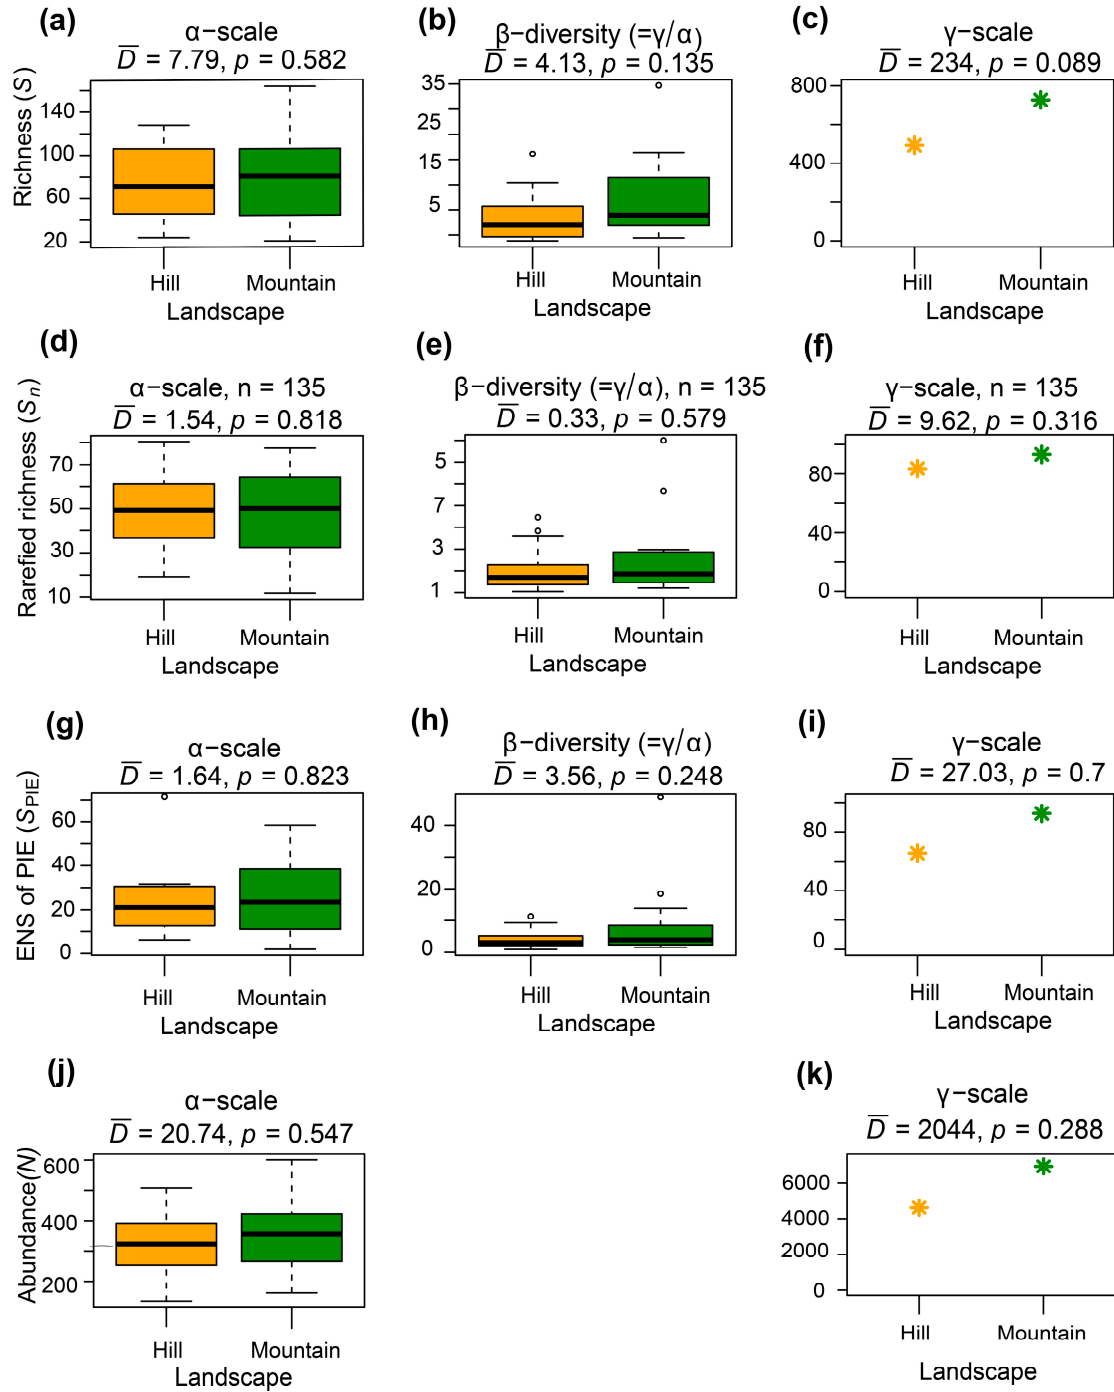 (a)
α−scale
D̅ = 7.79, p = 0.582
Richness (S)
140
100
60
20
Hill Mountain
Landscape
(b)
β−diversity (=γ/α)
D̅ = 4.13, p = 0.135
35
25
15
5
Hill Mountain
Landscape
(c)
γ−scale
D̅ = 234, p = 0.089
800
400
0
Hill Mountain
Landscape
(d)
α−scale, n = 135
D̅ = 1.54, p = 0.818
Rarefied richness (Sn)
70
50
30
10
Hill Mountain
Landscape
(e)
β−diversity (=γ/α), n = 135
D̅ = 0.33, p = 0.579
5
7
3
1
Hill Mountain
Landscape
(f)
γ−scale, n = 135
D̅ = 9.62, p = 0.316
80
40
0
Hill Mountain
Landscape
(g)
α−scale
D̅ = 1.64, p = 0.823
ENS of PIE (SPIE)
60
40
20
0
Hill Mountain
Landscape
(h)
β−diversity (=γ/α)
D̅ = 3.56, p = 0.248
40
20
0
Hill Mountain
Landscape
(i)
γ−scale
D̅ = 27.03, p = 0.7
80
40
0
Hill Mountain
Landscape
(j)
α−scale
D̅ = 20.74, p = 0.547
Abundance(N)
600
400
200
Hill Mountain
Landscape
(k)
γ−scale
D̅ = 2044, p = 0.288
6000
4000
2000
0
Hill Mountain
Landscape